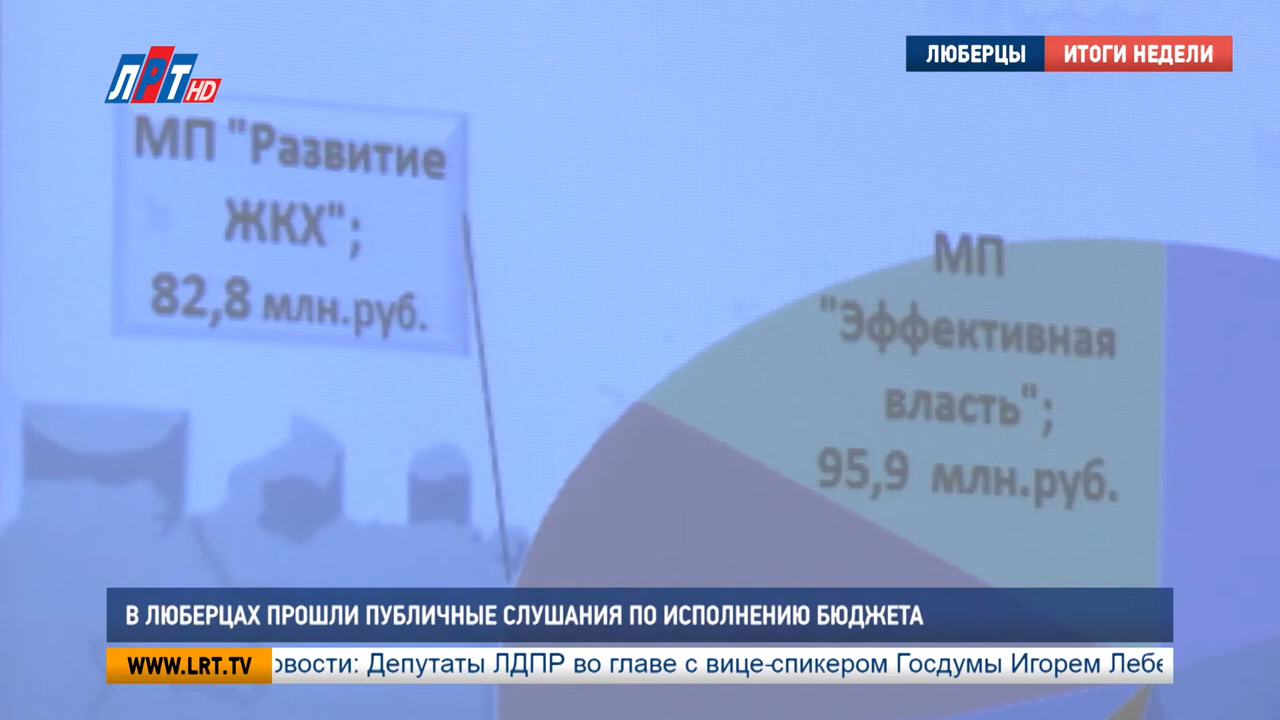 ЛРТ HD
ЛЮБЕРЦЫ ИТОГИ НЕДЕЛИ
МП "Развитие
ЖКХ";
82,8 млн.руб.
МП
"Эффективная
власть";
95,9 млн.руб.
В ЛЮБЕРЦАХ ПРОШЛИ ПУБЛИЧНЫЕ СЛУШАНИЯ ПО ИСПОЛНЕНИЮ БЮДЖЕТА
WWW.LRT.TV овости: Депутаты ЛДПР во главе с вице-спикером Госдумы Игорем Лебе